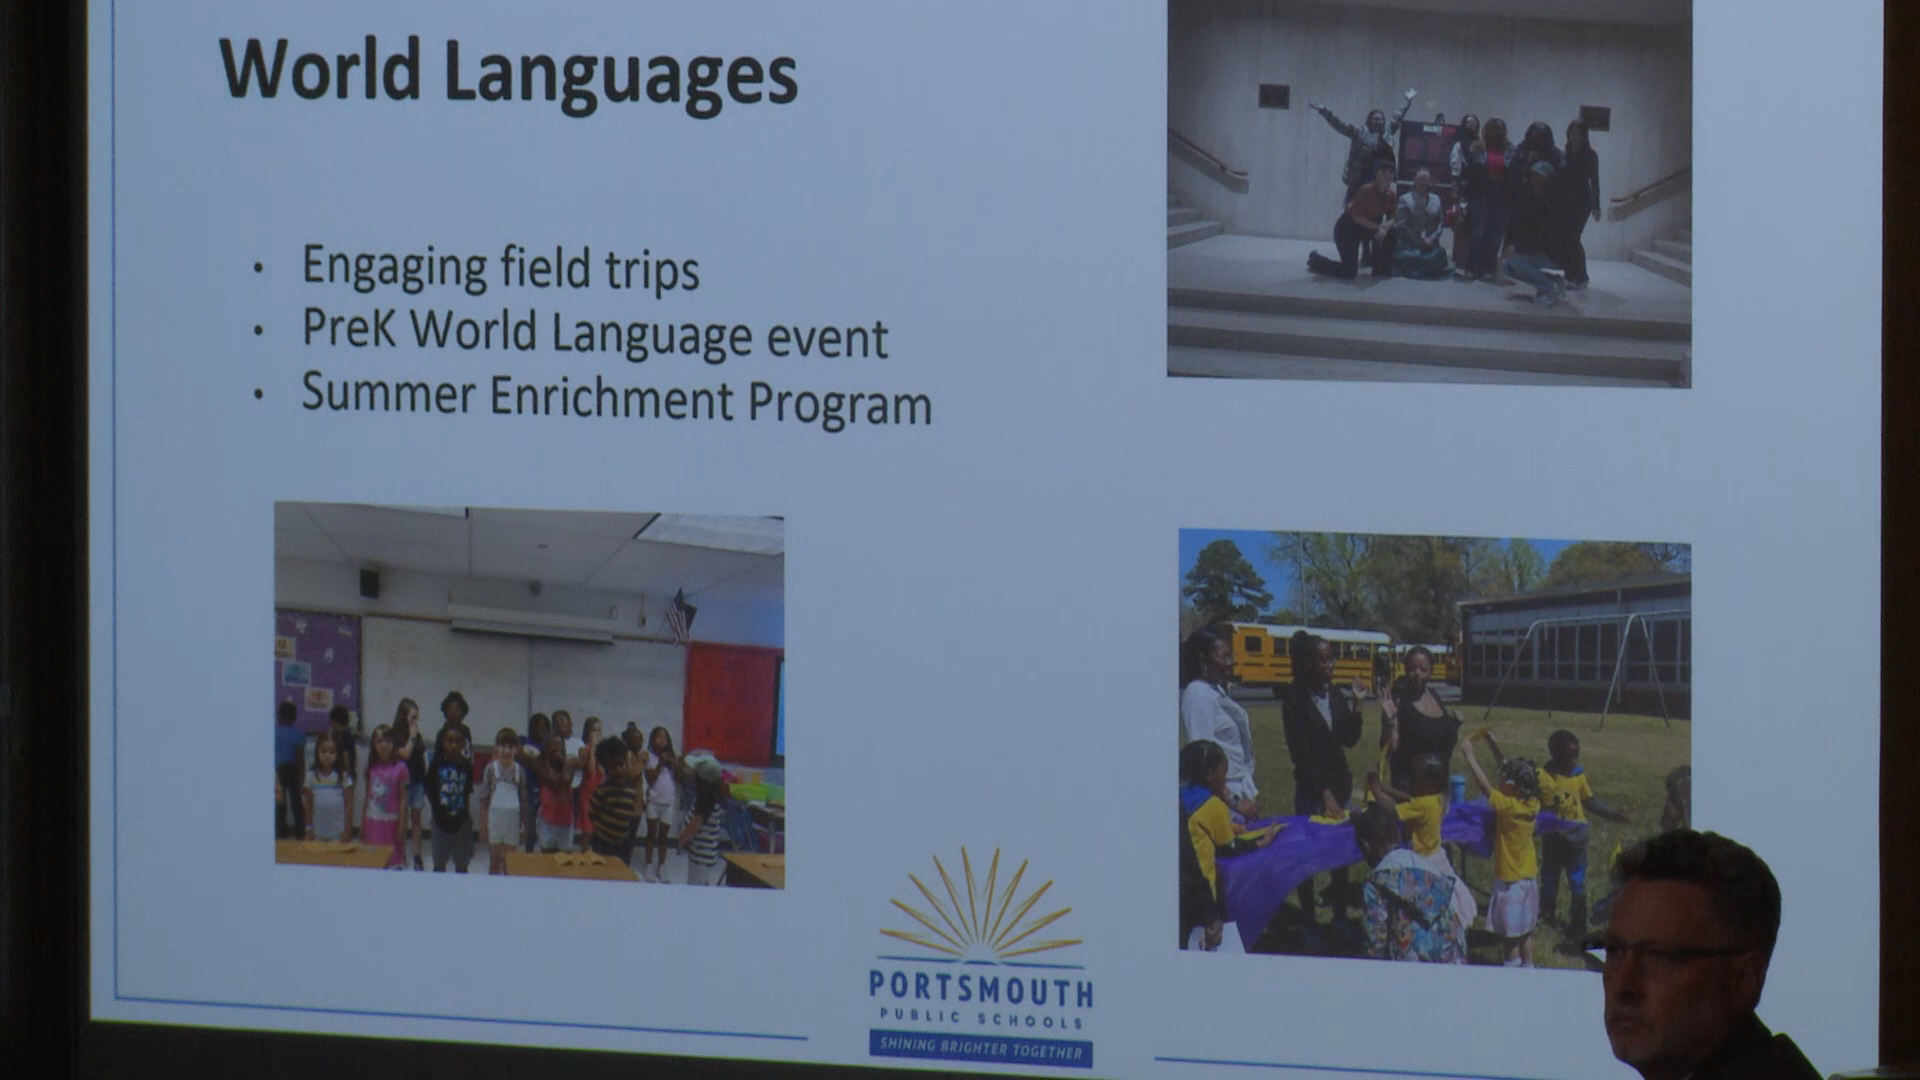 World Languages
• Engaging field trips
• PreK World Language event
• Summer Enrichment Program
PORTSMOUTH
PUBLIC SCHOOLS
SHINING BRIGHTER TOGETHER